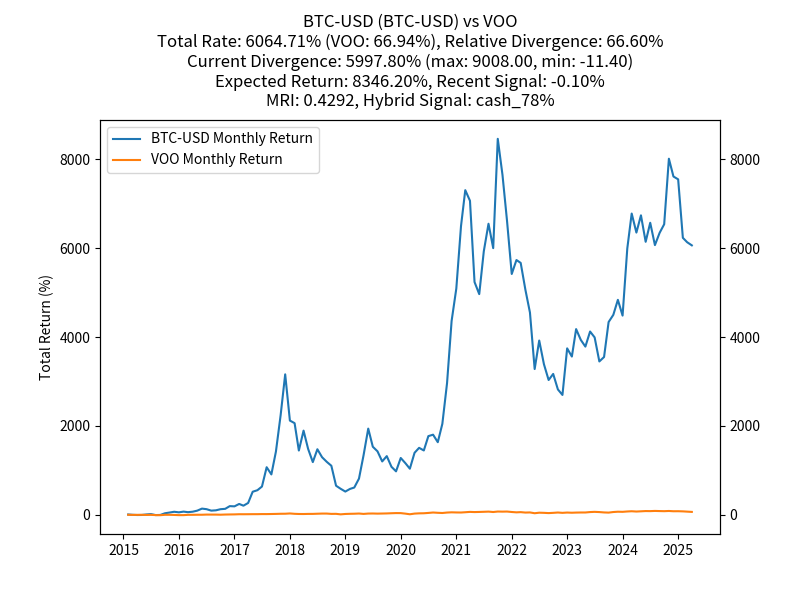 BTC-USD (BTC-USD) vs VOO
Total Rate: 6064.71% (VOO: 66.94%), Relative Divergence: 66.60%
Current Divergence: 5997.80% (max: 9008.00, min: -11.40)
Expected Return: 8346.20%, Recent Signal: -0.10%
MRI: 0.4292, Hybrid Signal: cash_78%
BTC-USD Monthly Return
VOO Monthly Return
Total Return (%)
8000
6000
4000
2000
0
8000
6000
4000
2000
0
2015 2016 2017 2018 2019 2020 2021 2022 2023 2024 2025